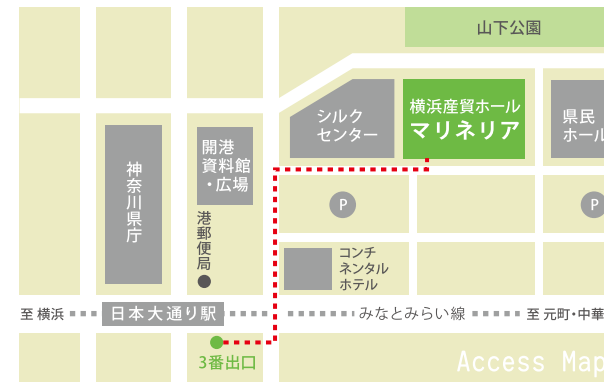 山下公園
横浜産貿ホール
マリネリア
シルク
センター
県民
ホール
開港
資料館
・広場
神奈川県庁
P
P
港郵便局
コンチ
ネンタル
ホテル
至 横浜
日本大通り駅
みなとみらい線
至 元町・中華
3番出口
Access Map